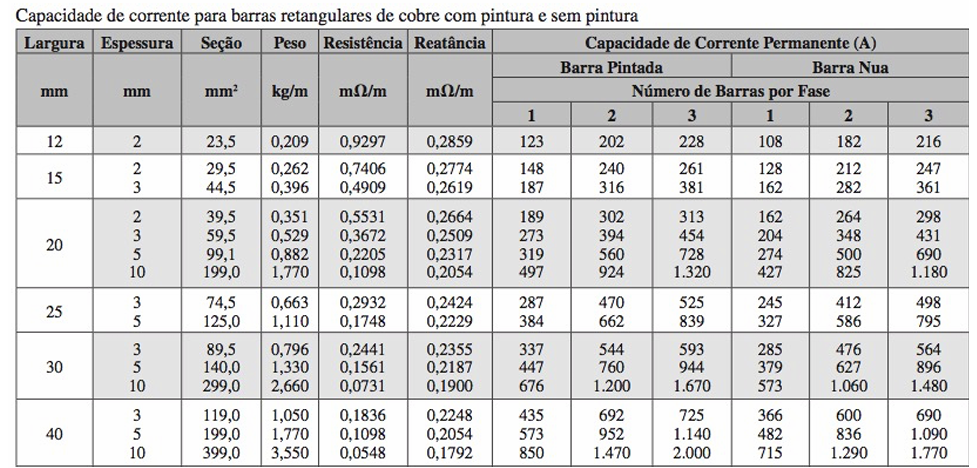 Capacidade de corrente para barras retangulares de cobre com pintura e sem pintura
Largura Espessura Seção Peso Resistência Reatância Capacidade de Corrente Permanente (A)
Barra Pintada Barra Nua
mm mm mm² kg/m mΩ/m mΩ/m Número de Barras por Fase
1 2 3 1 2 3
12 2 23,5 0,209 0,9297 0,2859 123 202 228 108 182 216
15 2 29,5 0,262 0,7406 0,2774 148 240 261 128 212 247
3 44,5 0,396 0,4909 0,2619 187 316 381 162 282 361
20 2 39,5 0,351 0,5531 0,2664 189 302 313 162 264 298
3 59,5 0,529 0,3672 0,2509 273 394 454 204 348 431
5 99,1 0,882 0,2205 0,2317 319 560 728 274 500 690
10 199,0 1,770 0,1098 0,2054 497 924 1.320 427 825 1.180
25 3 74,5 0,663 0,2932 0,2424 287 470 525 245 412 498
5 125,0 1,110 0,1748 0,2229 384 662 839 327 586 795
30 3 89,5 0,796 0,2441 0,2355 337 544 593 285 476 564
5 140,0 1,330 0,1561 0,2187 447 760 944 379 627 896
10 299,0 2,660 0,0731 0,1900 676 1.200 1.670 573 1.060 1.480
40 3 119,0 1,050 0,1836 0,2248 435 692 725 366 600 690
5 199,0 1,770 0,1098 0,2054 573 952 1.140 482 836 1.090
10 399,0 3,550 0,0548 0,1792 850 1.470 2.000 715 1.290 1.770